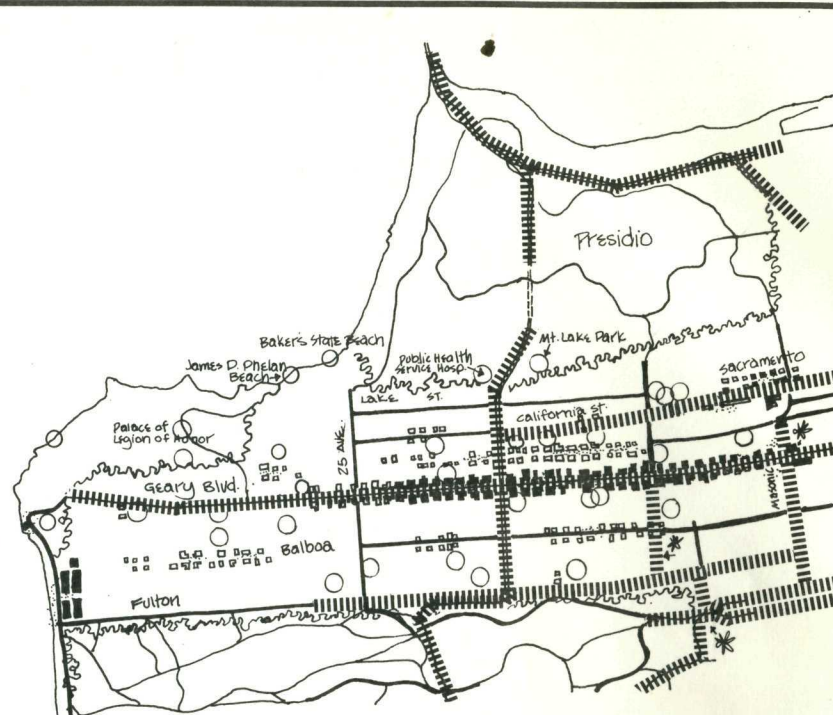 Presidio
Baker's State Beach
Mt. Lake Park
James D. Phelan
Beach
Public Health
Service Hosp.
Sacramento
LAKE ST.
California St.
Palace of
Legion of Honor
25 AVE.
Geary Blvd.
Masonic
Balboa
Fulton